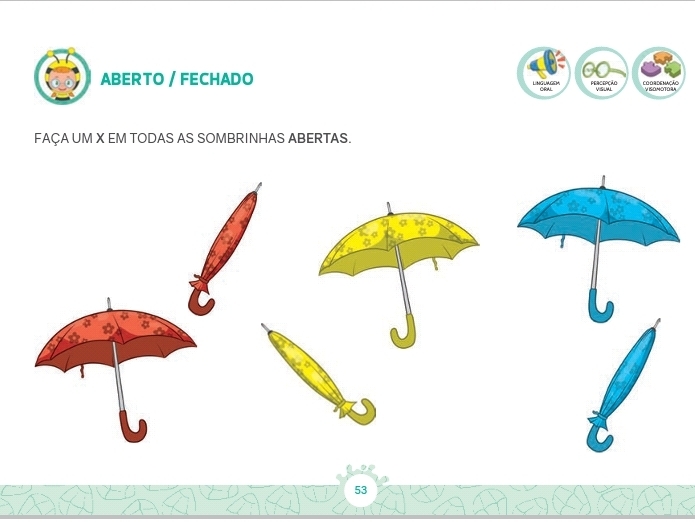 ABERTO / FECHADO
LINGUAGEM
ORAL
PERCEPÇÃO
VISUAL
COORDENAÇÃO
VISOMOTORA
FAÇA UM X EM TODAS AS SOMBRINHAS ABERTAS.
53